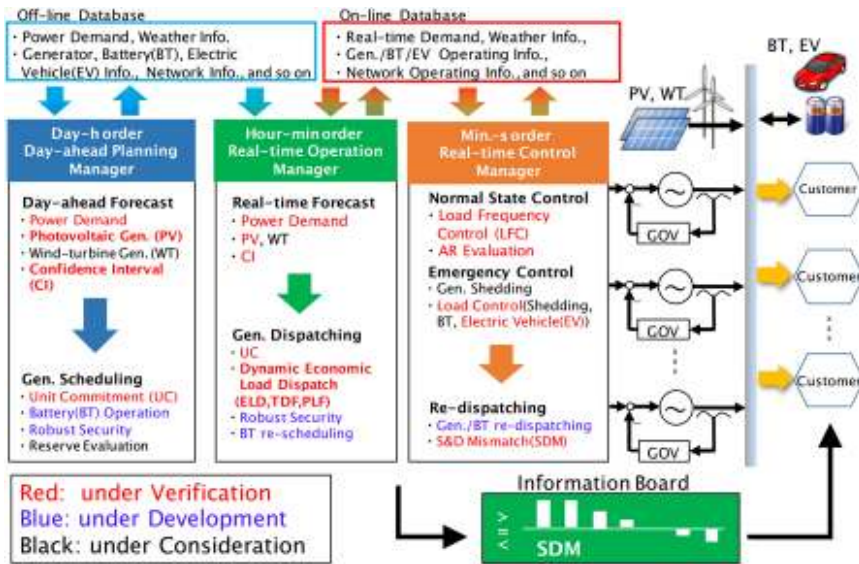 Off-line Database
• Power Demand, Weather Info.
• Generator, Battery(BT), Electric
Vehicle(EV) Info., Network Info., and so on
On-line Database
• Real-time Demand, Weather Info.,
• Gen./BT/EV Operating Info.,
• Network Operating Info., and so on
BT, EV
PV, WT
Day-h order
Day-ahead Planning
Manager
Day-ahead Forecast
• Power Demand
• Photovoltaic Gen. (PV)
• Wind-turbine Gen. (WT)
• Confidence Interval
(CI)
Gen. Scheduling
• Unit Commitment (UC)
• Battery(BT) Operation
• Robust Security
• Reserve Evaluation
Hour-min order
Real-time Operation
Manager
Real-time Forecast
• Power Demand
• PV, WT
• CI
Gen. Dispatching
• UC
• Dynamic Economic
Load Dispatch
(ELD,TDF,PLF)
• Robust Security
• BT re-scheduling
Min.-s order
Real-time Control
Manager
Normal State Control
• Load Frequency
Control (LFC)
• AR Evaluation
Emergency Control
• Gen. Shedding
• Load Control(Shedding,
BT, Electric Vehicle(EV))
Re-dispatching
• Gen./BT re-dispatching
• S&D Mismatch(SDM)
GOV
GOV
GOV
Customer
Customer
Customer
Red: under Verification
Blue: under Development
Black: under Consideration
Information Board
< = >
SDM